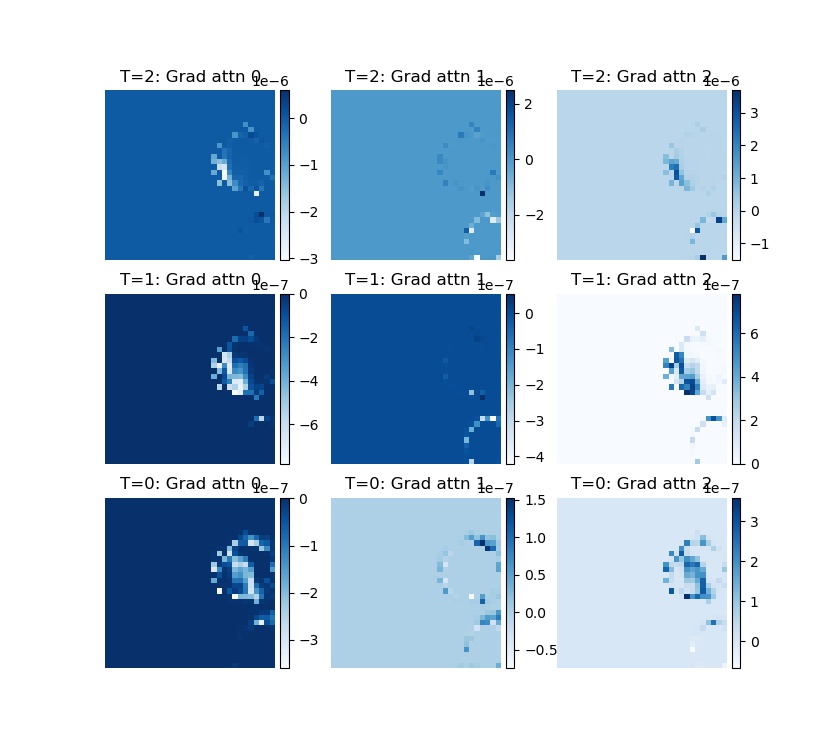 T=2: Grad attn 0
1e−6
T=2: Grad attn 1
1e−6
T=2: Grad attn 2
1e−6
0
−1
−2
−3
2
0
−2
3
2
1
0
−1
T=1: Grad attn 0
1e−7
T=1: Grad attn 1
1e−7
T=1: Grad attn 2
1e−7
0
−2
−4
−6
0
−1
−2
−3
−4
6
4
2
0
T=0: Grad attn 0
1e−7
T=0: Grad attn 1
1e−7
T=0: Grad attn 2
1e−7
0
−1
−2
−3
1.5
1.0
0.5
0.0
−0.5
3
2
1
0